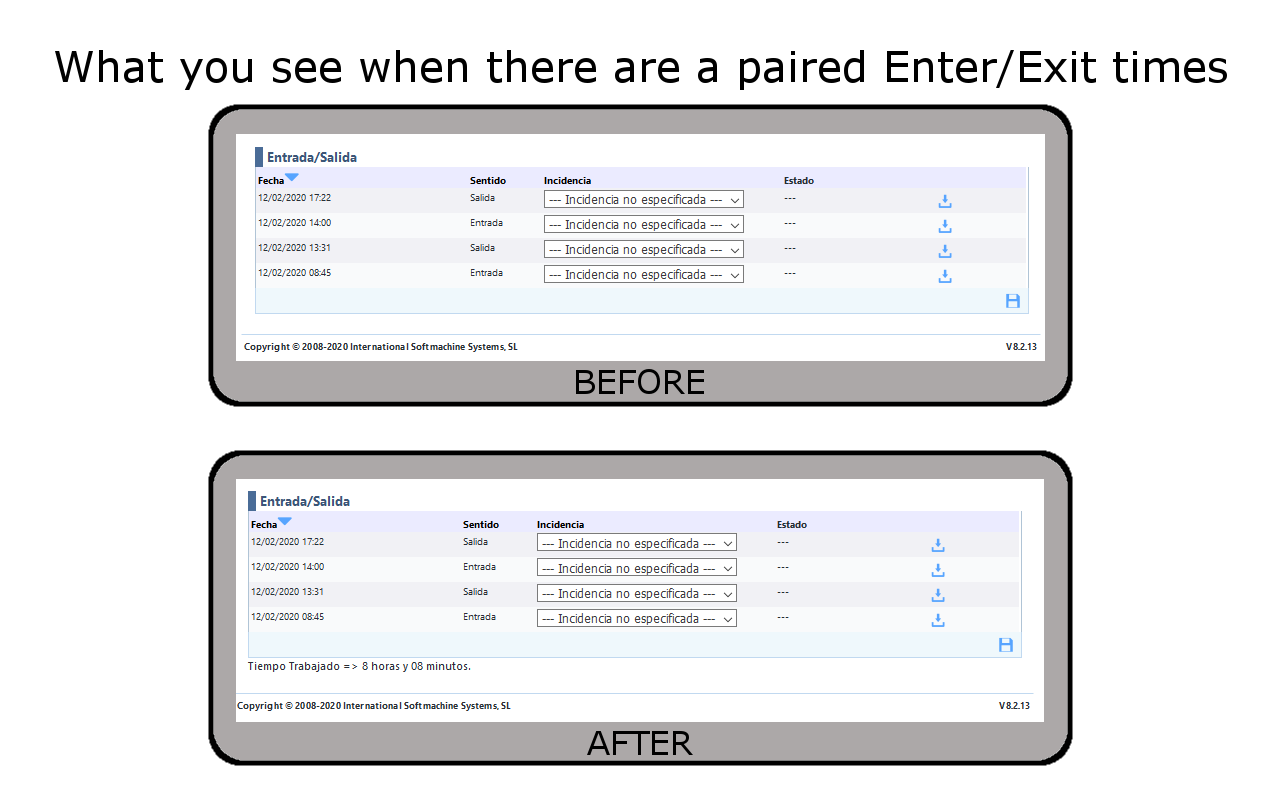 What you see when there are a paired Enter/Exit times
Entrada/Salida
Fecha Sentido Incidencia Estado
12/02/2020 17:22 Salida --- Incidencia no especificada --- ---
12/02/2020 14:00 Entrada --- Incidencia no especificada --- ---
12/02/2020 13:31 Salida --- Incidencia no especificada --- ---
12/02/2020 08:45 Entrada --- Incidencia no especificada --- ---
Copyright © 2008-2020 International Softmachine Systems, SL V8.2.13
BEFORE
Entrada/Salida
Fecha Sentido Incidencia Estado
12/02/2020 17:22 Salida --- Incidencia no especificada --- ---
12/02/2020 14:00 Entrada --- Incidencia no especificada --- ---
12/02/2020 13:31 Salida --- Incidencia no especificada --- ---
12/02/2020 08:45 Entrada --- Incidencia no especificada --- ---
Tiempo Trabajado => 8 horas y 08 minutos.
Copyright © 2008-2020 International Softmachine Systems, SL V8.2.13
AFTER